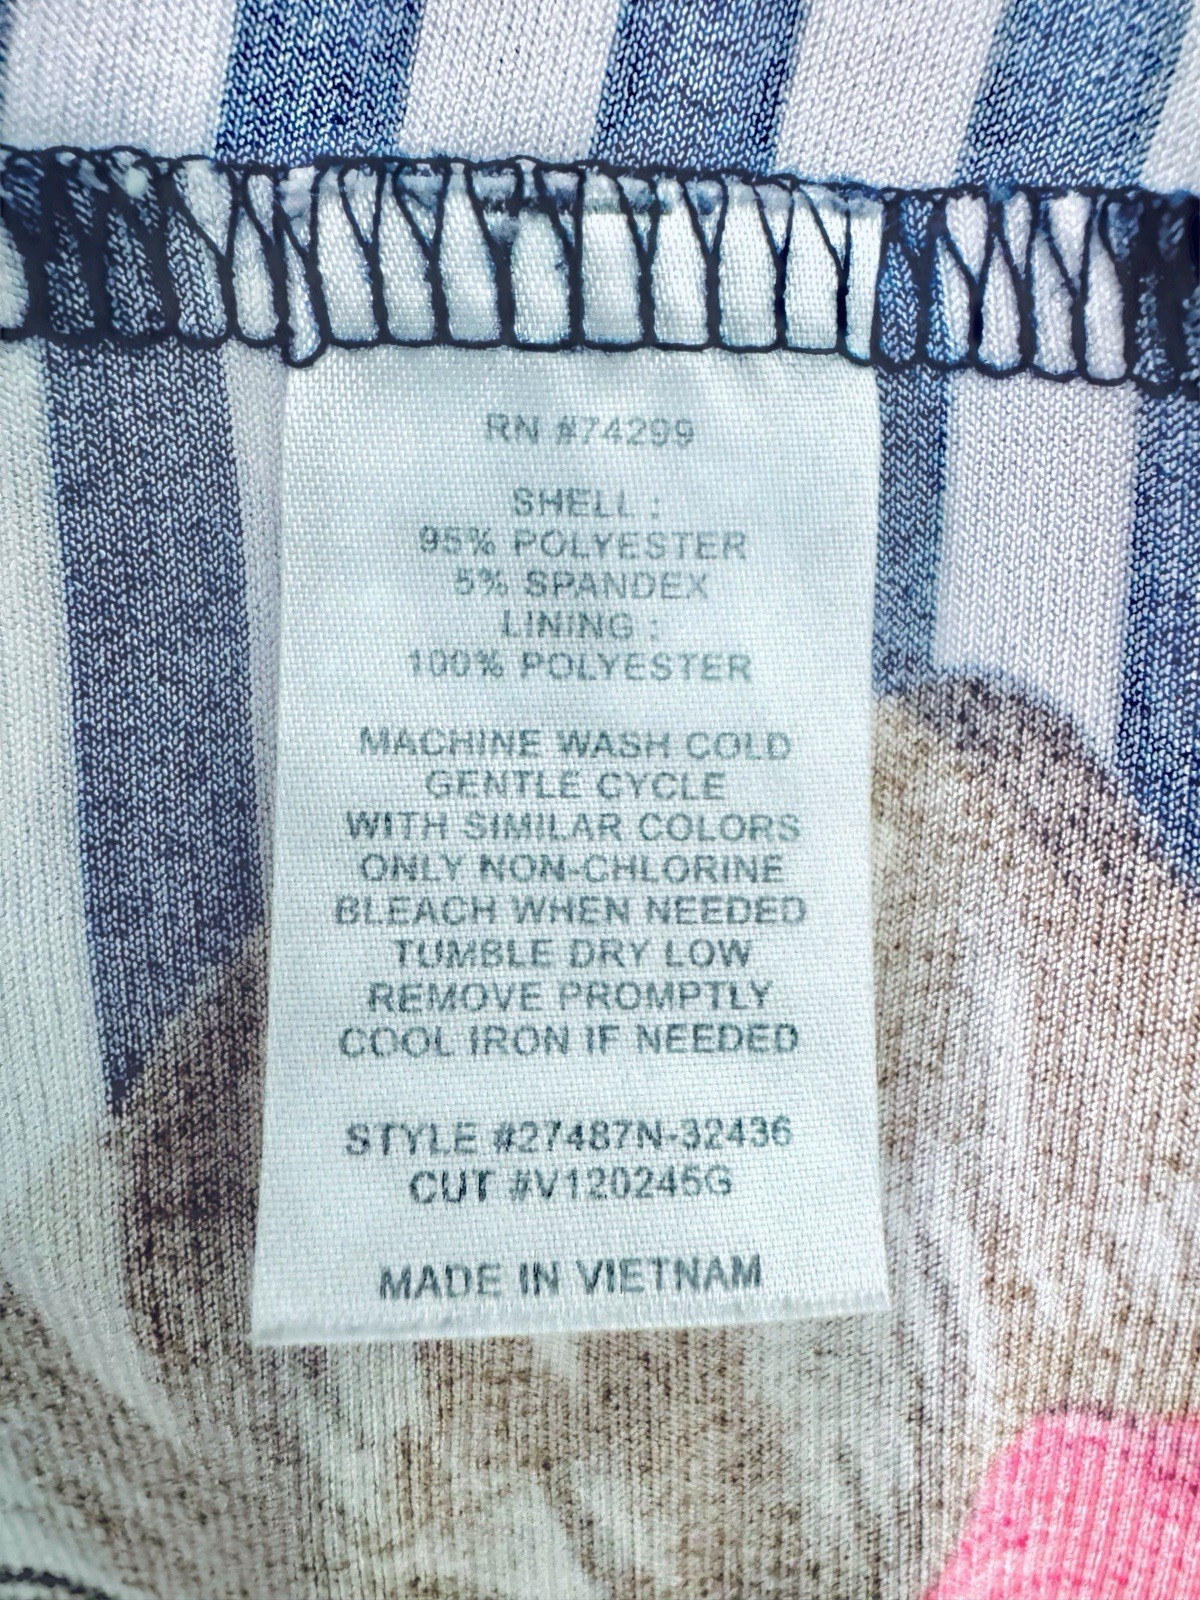 RN #74299
SHELL :
95% POLYESTER
5% SPANDEX
LINING :
100% POLYESTER
MACHINE WASH COLD
GENTLE CYCLE
WITH SIMILAR COLORS
ONLY NON-CHLORINE
BLEACH WHEN NEEDED
TUMBLE DRY LOW
REMOVE PROMPTLY
COOL IRON IF NEEDED
STYLE #27487N-32436
CUT #V120245G
MADE IN VIETNAM